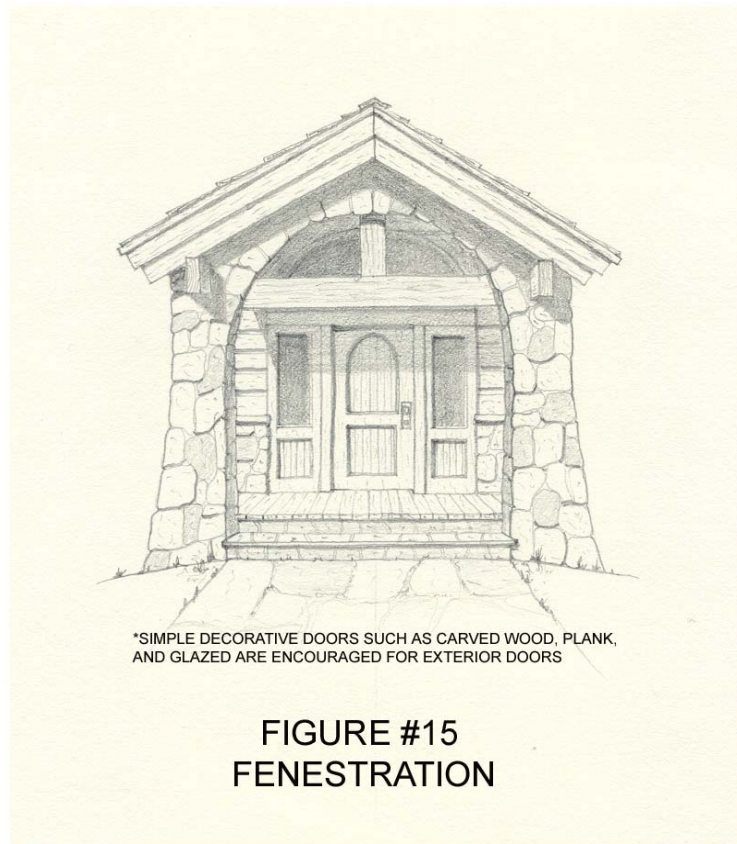 *SIMPLE DECORATIVE DOORS SUCH AS CARVED WOOD, PLANK,
AND GLAZED ARE ENCOURAGED FOR EXTERIOR DOORS
FIGURE #15
FENESTRATION